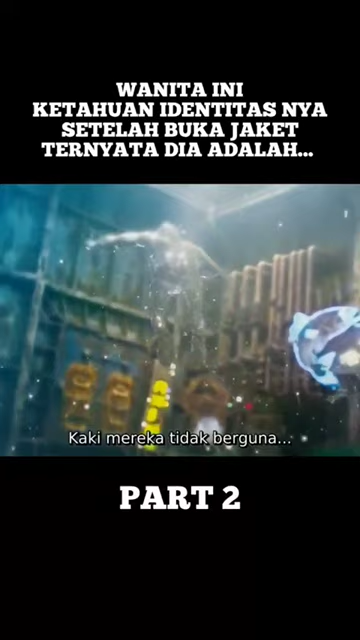 WANITA INI
KETAHUAN IDENTITAS NYA
SETELAH BUKA JAKET
TERNYATA DIA ADALAH...
Kaki mereka tidak berguna...
PART 2